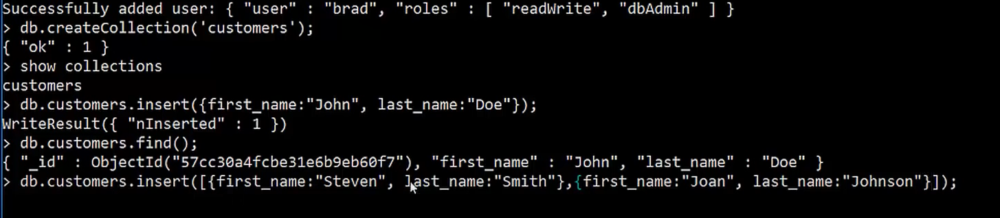 Successfully added user: { "user" : "brad", "roles" : [ "readWrite", "dbAdmin" ] }
> db.createCollection('customers');
{ "ok" : 1 }
> show collections
customers
> db.customers.insert({first_name:"John", last_name:"Doe"});
WriteResult({ "nInserted" : 1 })
> db.customers.find();
{ "_id" : ObjectId("57cc30a4fcbe31e6b9eb60f7"), "first_name" : "John", "last_name" : "Doe" }
> db.customers.insert([{first_name:"Steven", last_name:"Smith"},{first_name:"Joan", last_name:"Johnson"}]);